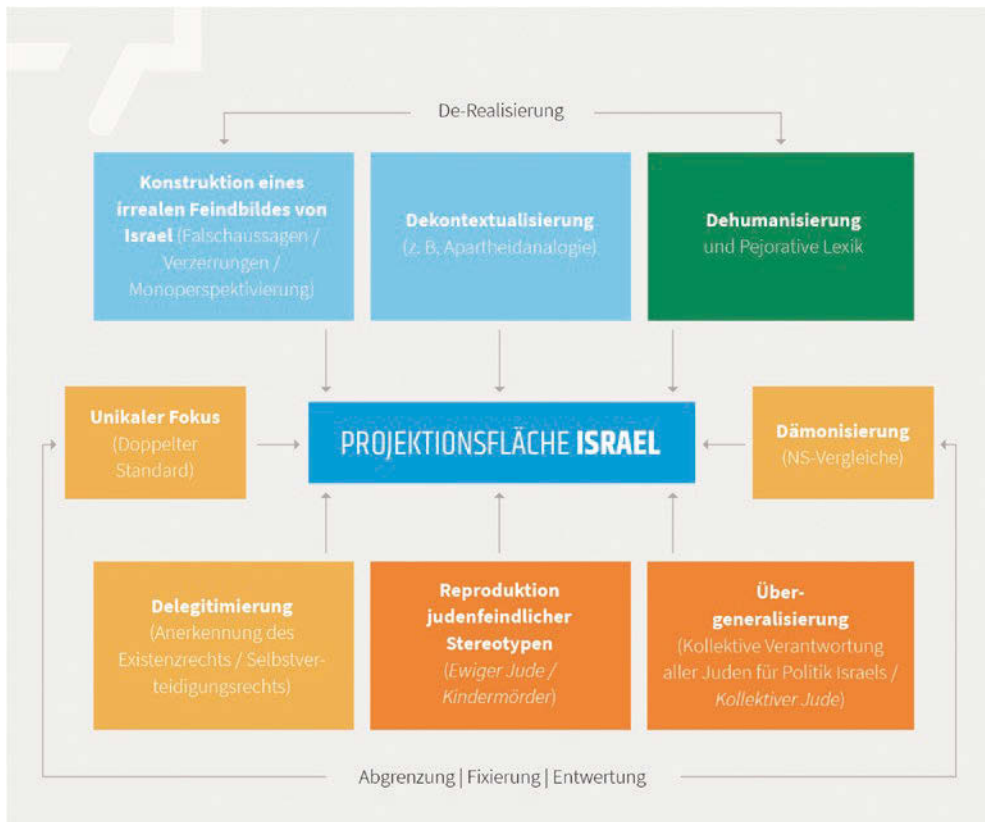 De-Realisierung
Konstruktion eines
irrealen Feindbildes von
Israel (Falschaussagen /
Verzerrungen /
Monoperspektivierung)
Dekontextualisierung
(z. B. Apartheidanalogie)
Dehumanisierung
und Pejorative Lexik
Unikaler Fokus
(Doppelter
Standard)
PROJEKTIONSFLÄCHE ISRAEL
Dämonisierung
(NS-Vergleiche)
Delegitimierung
(Anerkennung des
Existenzrechts / Selbstver-
teidigungsrechts)
Reproduktion
judenfeindlicher
Stereotypen
(Ewiger Jude /
Kindermörder)
Über-
generalisierung
(Kollektive Verantwortung
aller Juden für Politik Israels /
Kollektiver Jude)
Abgrenzung | Fixierung | Entwertung